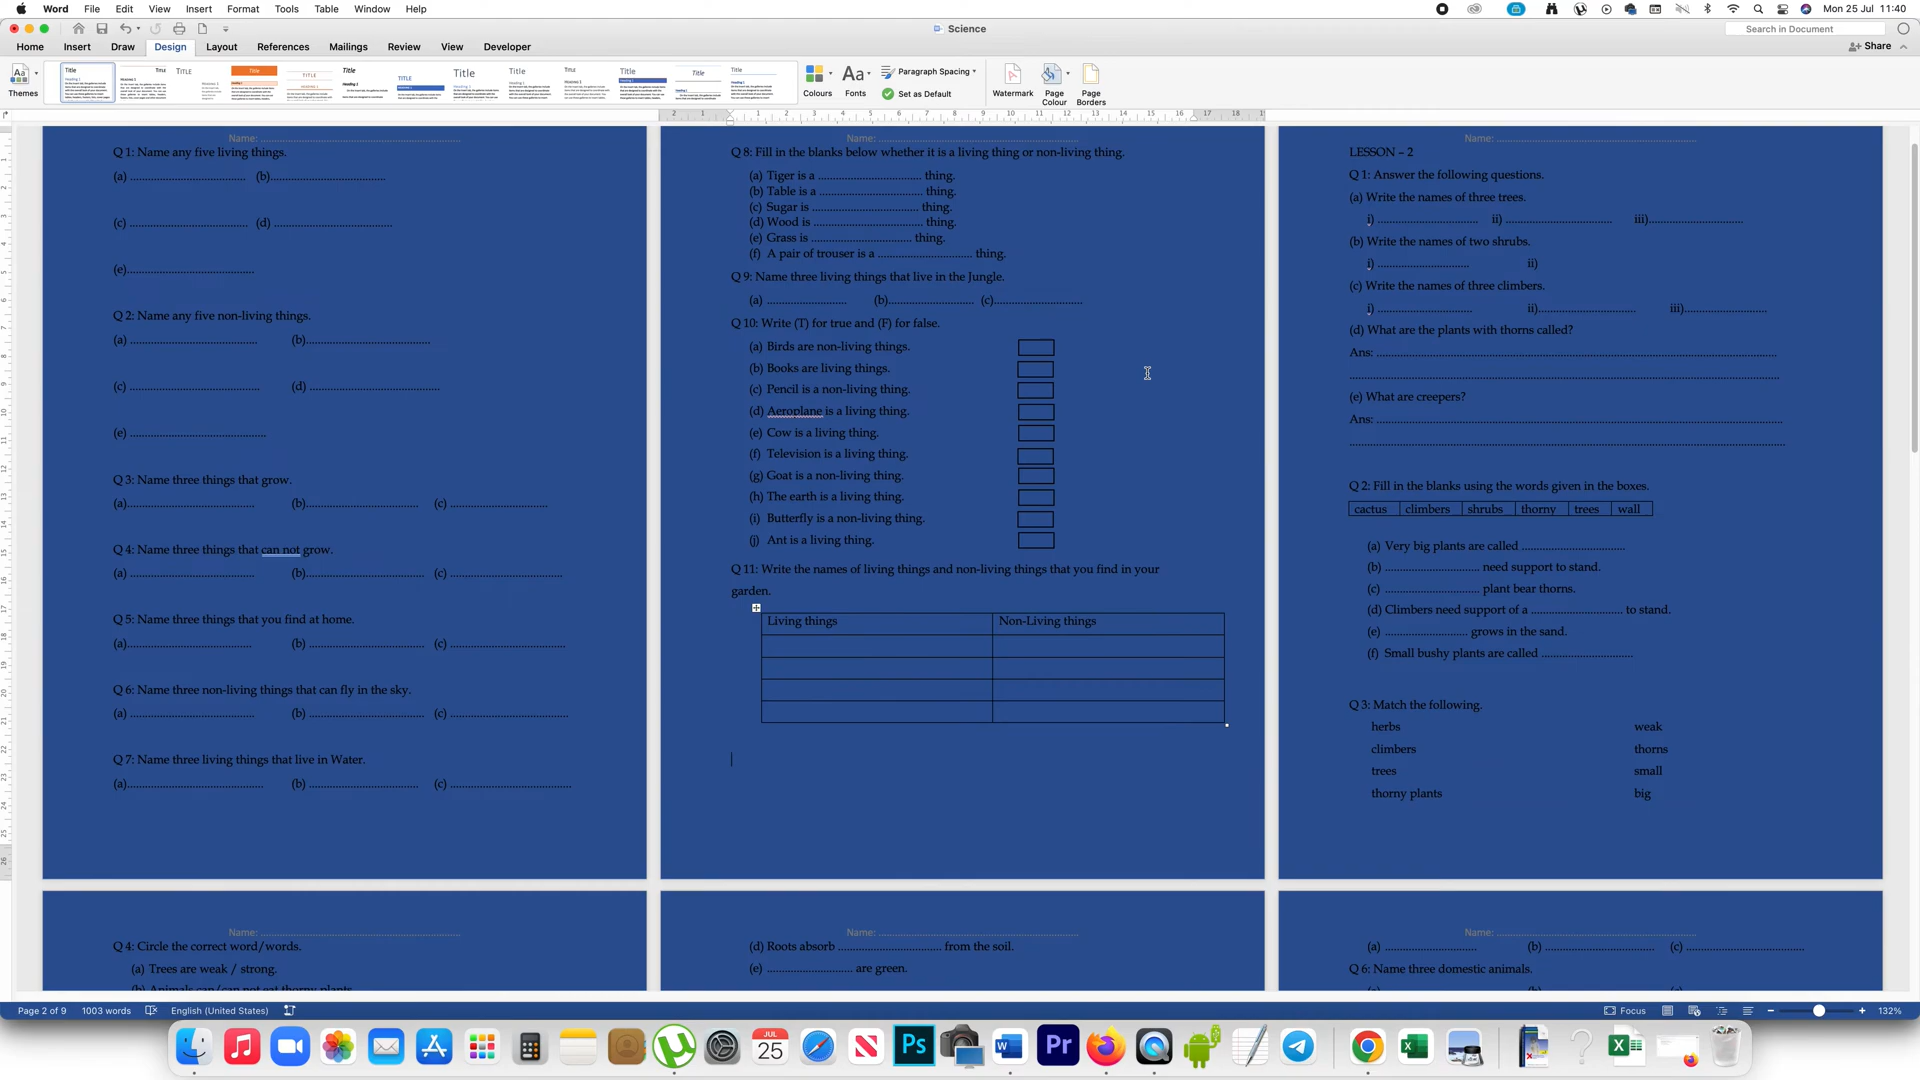 Word File Edit View Insert Format Tools Table Window Help Mon 25 Jul 11:40
Science
Search in Document
Home Insert Draw Design Layout References Mailings Review View Developer Share
Themes
Colours
Fonts
Paragraph Spacing
Set as Default
Watermark
Page Colour
Page Borders
Name: ................................................................
Q 1: Name any five living things.
(a) ...................................... (b)......................................
(c) ....................................... (d) .......................................
(e)..........................................
Q 2: Name any five non-living things.
(a) .......................................... (b).........................................
(c) ........................................... (d) ...........................................
(e) .............................................
Q 3: Name three things that grow.
(a).......................................... (b)..................................... (c) ................................
Q 4: Name three things that can not grow.
(a) ......................................... (b)....................................... (c) .....................................
Q 5: Name three things that you find at home.
(a)......................................... (b) ...................................... (c) ......................................
Q 6: Name three non-living things that can fly in the sky.
(a) ......................................... (b) ...................................... (c) .......................................
Q 7: Name three living things that live in Water.
(a)............................................. (b) .................................... (c) ........................................
Name: ................................................................
Q 8: Fill in the blanks below whether it is a living thing or non-living thing.
(a) Tiger is a .................................. thing.
(b) Table is a .................................. thing.
(c) Sugar is ................................... thing.
(d) Wood is .................................... thing.
(e) Grass is ................................. thing.
(f) A pair of trouser is a ............................... thing.
Q 9: Name three living things that live in the Jungle.
(a) .......................... (b)............................ (c).............................
Q 10: Write (T) for true and (F) for false.
(a) Birds are non-living things.
(b) Books are living things.
(c) Pencil is a non-living thing.
(d) Aeroplane is a living thing.
(e) Cow is a living thing.
(f) Television is a living thing.
(g) Goat is a non-living thing.
(h) The earth is a living thing.
(i) Butterfly is a non-living thing.
(j) Ant is a living thing.
Q 11: Write the names of living things and non-living things that you find in your
garden.
Living things Non-Living things
Name: ................................................................
LESSON – 2
Q 1: Answer the following questions.
(a) Write the names of three trees.
i) ................................. ii) ................................... iii)...............................
(b) Write the names of two shrubs.
i) .............................. ii)
(c) Write the names of three climbers.
i) ............................... ii)................................ iii)...........................
(d) What are the plants with thorns called?
Ans: ..............................................................................................................
..............................................................................................................
(e) What are creepers?
Ans: ..............................................................................................................
..............................................................................................................
Q 2: Fill in the blanks using the words given in the boxes.
cactus climbers shrubs thorny trees wall
(a) Very big plants are called ..................................
(b) ............................... need support to stand.
(c) ............................... plant bear thorns.
(d) Climbers need support of a .............................. to stand.
(e) ........................... grows in the sand.
(f) Small bushy plants are called ..............................
Q 3: Match the following.
herbs weak
climbers thorns
trees small
thorny plants big
Name: ................................................................
Q 4: Circle the correct word/words.
(a) Trees are weak / strong.
(b) Animals can/can not eat thorny plants.
Name: ................................................................
(d) Roots absorb .................................. from the soil.
(e) ................................. are green.
Name: ................................................................
(a) .............................. (b) .................................... (c) .......................................
Q 6: Name three domestic animals.
Page 2 of 9 1003 words English (United States) Focus 132%
JUL
25
Ps
W
Pr